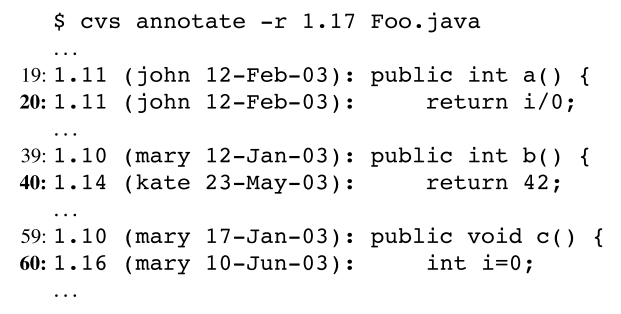 $ cvs annotate -r 1.17 Foo.java
...
19: 1.11 (john 12-Feb-03): public int a() {
20: 1.11 (john 12-Feb-03):     return i/0;
...
39: 1.10 (mary 12-Jan-03): public int b() {
40: 1.14 (kate 23-May-03):     return 42;
...
59: 1.10 (mary 17-Jan-03): public void c() {
60: 1.16 (mary 10-Jun-03):     int i=0;
...